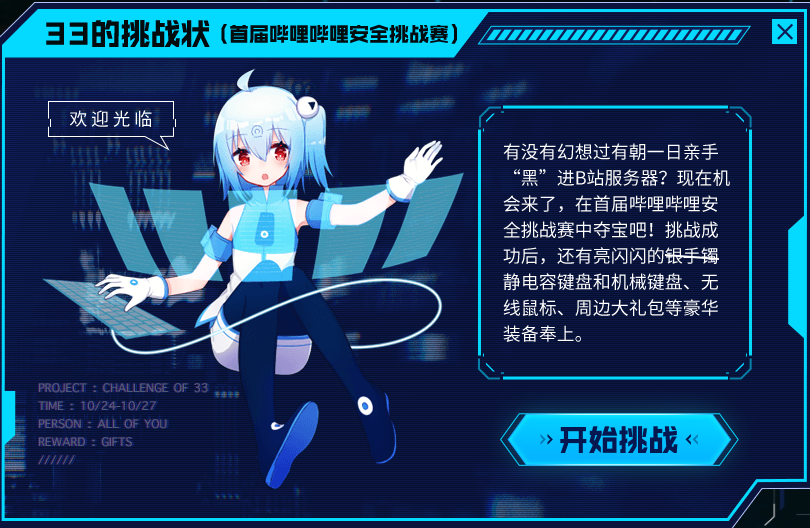 33的挑战状（首届哔哩哔哩安全挑战赛）
欢迎光临
有没有幻想过有朝一日亲手
“黑”进B站服务器？现在机
会来了，在首届哔哩哔哩安
全挑战赛中夺宝吧！挑战成
功后，还有亮闪闪的银手镯
静电容键盘和机械键盘、无
线鼠标、周边大礼包等豪华
装备奉上。
PROJECT : CHALLENGE OF 33
TIME : 10/24-10/27
PERSON : ALL OF YOU
REWARD : GIFTS
//////
开始挑战